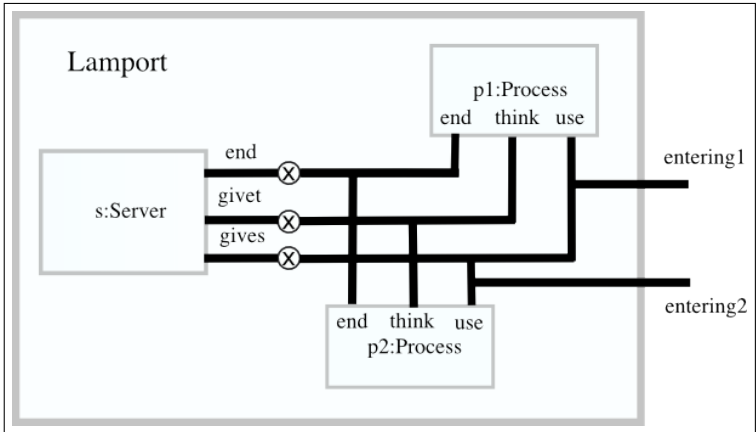 Lamport
p1:Process
end think use
entering1
end
givet
s:Server
gives
X
X
X
entering2
end think use
p2:Process